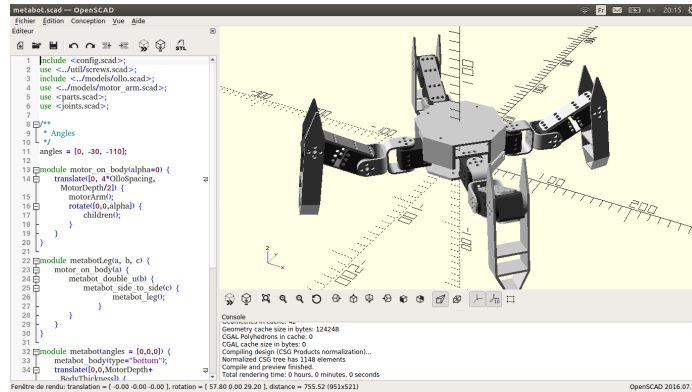 metabot.scad — OpenSCAD
Fr
20:15
Fichier Édition Conception Vue Aide
Éditeur
STL
1 include <config.scad>;
2 use <../util/screws.scad>;
3 include <../models/ollo.scad>;
4 use <../models/motor_arm.scad>;
5 use <parts.scad>;
6 use <joints.scad>;
7
8 /**
9 * Angles
10 */
11 angles = [0, -30, -110];
12
13 module motor_on_body(alpha=0) {
14 translate([0, 4*OlloSpacing,
MotorDepth/2]) {
15 motorArm();
16 rotate([0,0,alpha]) {
17 children();
18 }
19 }
20 }
21
22 module metabotLeg(a, b, c) {
23 motor_on_body(a) {
24 metabot_double_u(b) {
25 metabot_side_to_side(c) {
26 metabot_leg();
27 }
28 }
29 }
30 }
31
32 module metabot(angles = [0,0,0]) {
33 metabot_body(type="bottom");
34 translate([0,0,MotorDepth+
BodyThickness]) {
z
x
Console
Geometries in cache: 42
Geometry cache size in bytes: 124248
CGAL Polyhedrons in cache: 0
CGAL cache size in bytes: 0
Compiling design (CSG Products normalization)...
Normalized CSG tree has 1148 elements
Compile and preview finished.
Total rendering time: 0 hours, 0 minutes, 0 seconds
Fenêtre de rendu: translation = [ -0.00 -0.00 -0.00 ], rotation = [ 57.80 0.00 29.20 ], distance = 755.52 (951x521)
OpenSCAD 2016.07.